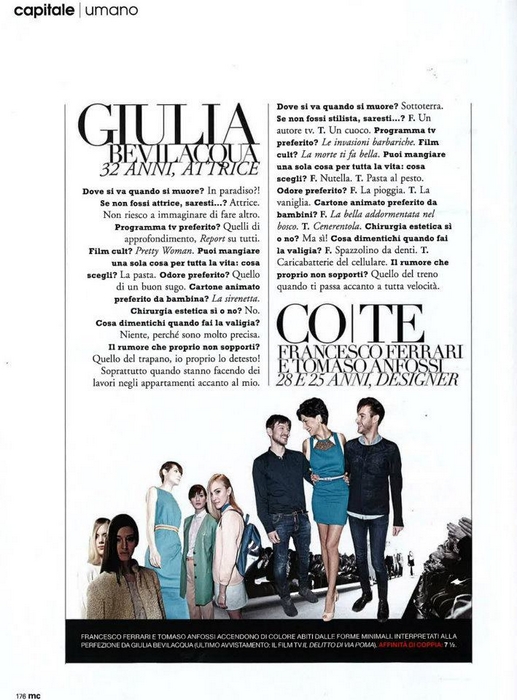 capitale | umano
GIULIA
BEVILACQUA
32 ANNI, ATTRICE
Dove si va quando si muore? In paradiso?!
Se non fossi attrice, saresti...? Attrice.
Non riesco a immaginare di fare altro.
Programma tv preferito? Quelli di
approfondimento, Report su tutti.
Film cult? Pretty Woman. Puoi mangiare
una sola cosa per tutta la vita: cosa
scegli? La pasta. Odore preferito? Quello
di un buon sugo. Cartone animato
preferito da bambina? La sirenetta.
Chirurgia estetica sì o no? No.
Cosa dimentichi quando fai la valigia?
Niente, perché sono molto precisa.
Il rumore che proprio non sopporti?
Quello del trapano, io proprio lo detesto!
Soprattutto quando stanno facendo dei
lavori negli appartamenti accanto al mio.
Dove si va quando si muore? Sottoterra.
Se non fossi stilista, saresti...? F. Un
autore tv. T. Un cuoco. Programma tv
preferito? Le invasioni barbariche. Film
cult? La morte ti fa bella. Puoi mangiare
una sola cosa per tutta la vita: cosa
scegli? F. Nutella. T. Pasta al pesto.
Odore preferito? F. La pioggia. T. La
vaniglia. Cartone animato preferito da
bambini? F. La bella addormentata nel
bosco. T. Cenerentola. Chirurgia estetica sì
o no? Ma sì! Cosa dimentichi quando fai
la valigia? F. Spazzolino da denti. T.
Caricabatterie del cellulare. Il rumore che
proprio non sopporti? Quello del treno
quando ti passa accanto a tutta velocità.
CO|TE
FRANCESCO FERRARI
E TOMASO ANFOSSI
28 E 25 ANNI, DESIGNER
FRANCESCO FERRARI E TOMASO ANFOSSI ACCENDONO DI COLORE ABITI DALLE FORME MINIMALI. INTERPRETATI ALLA
PERFEZIONE DA GIULIA BEVILACQUA (ULTIMO AVVISTAMENTO: IL FILM TV IL DELITTO DI VIA POMA). AFFINITÀ DI COPPIA: 7 ½.
176 mc